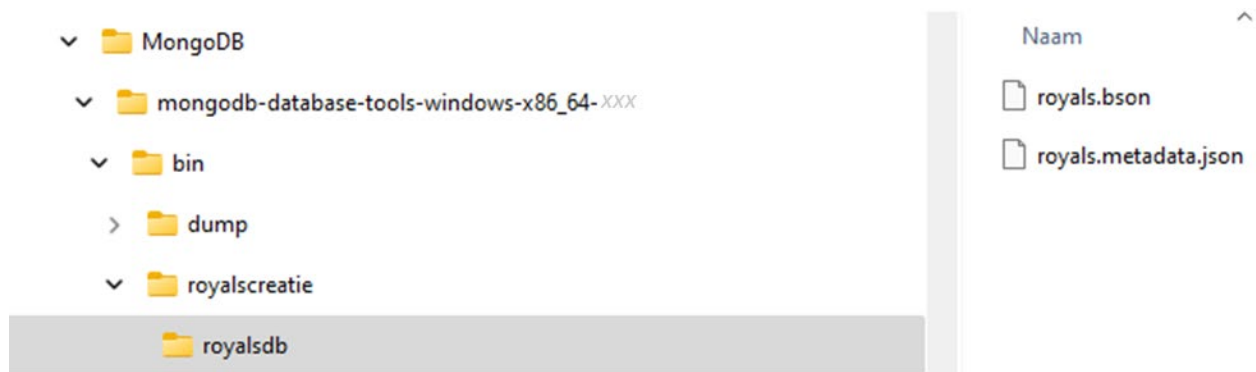 MongoDB
mongodb-database-tools-windows-x86_64-xxx
bin
dump
royalscreatie
royalsdb
Naam
royals.bson
royals.metadata.json